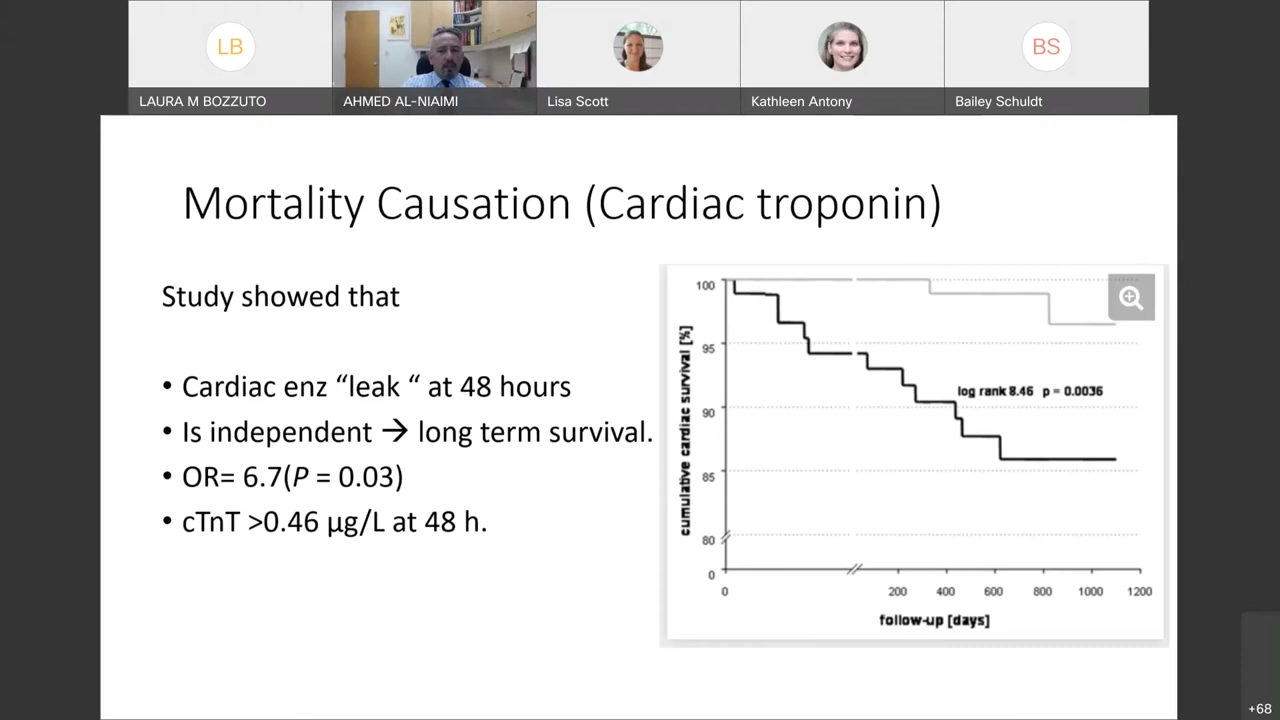 LB
BS
LAURA M BOZZUTO
AHMED AL-NIAIMI
Lisa Scott
Kathleen Antony
Bailey Schuldt
Mortality Causation (Cardiac troponin)
Study showed that
• Cardiac enz “leak “ at 48 hours
• Is independent → long term survival.
• OR= 6.7(P = 0.03)
• cTnT >0.46 µg/L at 48 h.
cumulative cardiac survival [%]
100
95
90
85
80
0
log rank 8.46 p = 0.0036
0
200
400
600
800
1000
1200
follow-up [days]
+68